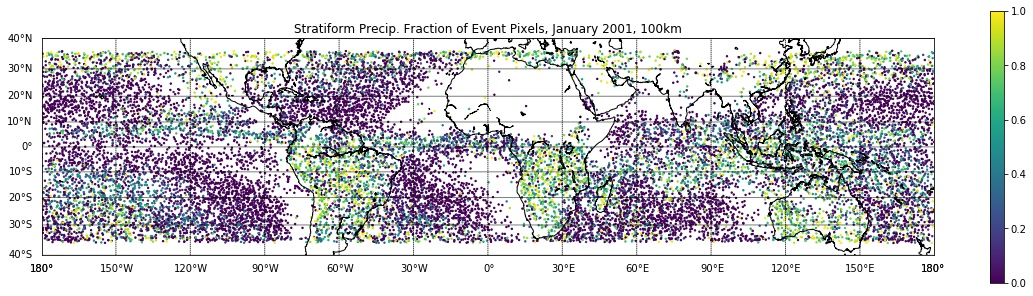 Stratiform Precip. Fraction of Event Pixels, January 2001, 100km
40°N
30°N
20°N
10°N
0°
10°S
20°S
30°S
40°S
180° 150°W 120°W 90°W 60°W 30°W 0° 30°E 60°E 90°E 120°E 150°E 180°
1.0
0.8
0.6
0.4
0.2
0.0